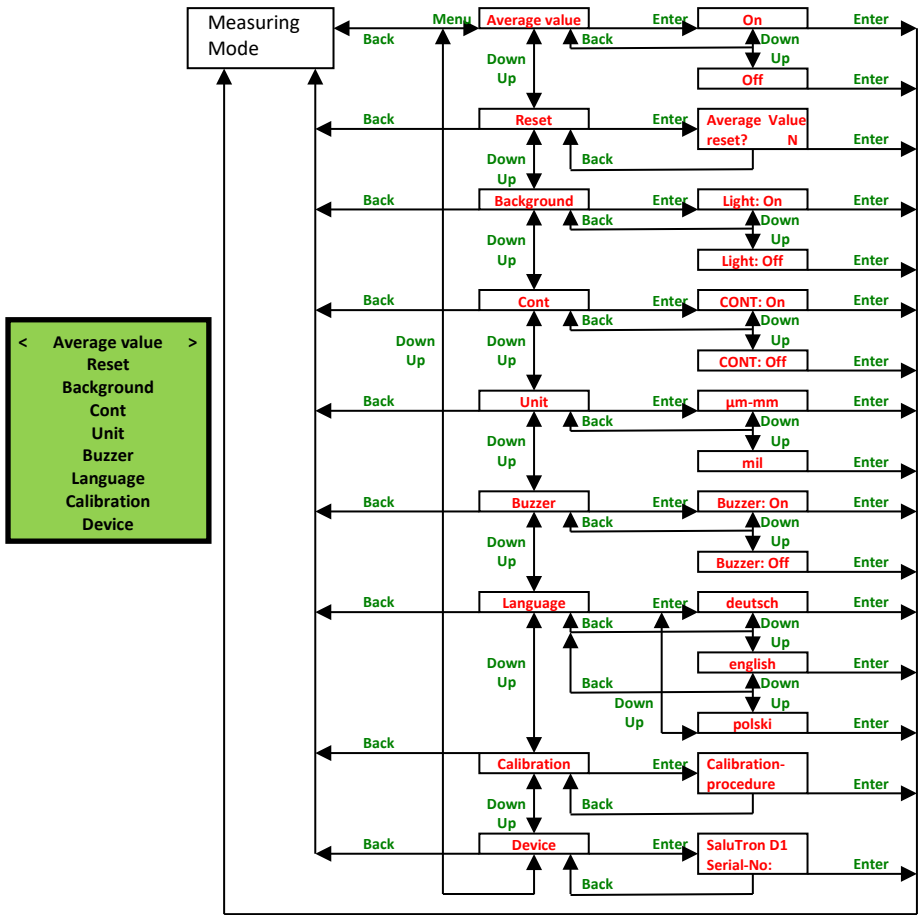 Measuring
Mode
Menu
Back
Average value
Enter
On
Enter
Back
Down
Up
Down
Up
Off
Enter
Back
Reset
Enter
Average Value
reset? N
Enter
Back
Down
Up
Back
Background
Enter
Light: On
Enter
Back
Down
Up
Down
Up
Light: Off
Enter
Back
Cont
Enter
CONT: On
Enter
Back
Down
Up
Down
Up
Down
Up
CONT: Off
Enter
< Average value >
Reset
Background
Cont
Unit
Buzzer
Language
Calibration
Device
Back
Unit
Enter
µm-mm
Enter
Back
Down
Up
Down
Up
mil
Enter
Back
Buzzer
Enter
Buzzer: On
Enter
Back
Down
Up
Down
Up
Buzzer: Off
Enter
Back
Language
Enter
deutsch
Enter
Back
Down
Up
Down
Up
english
Enter
Back
Down
Up
Down
Up
polski
Enter
Back
Calibration
Enter
Calibration-
procedure
Enter
Back
Down
Up
Back
Device
Enter
SaluTron D1
Serial-No:
Enter
Back